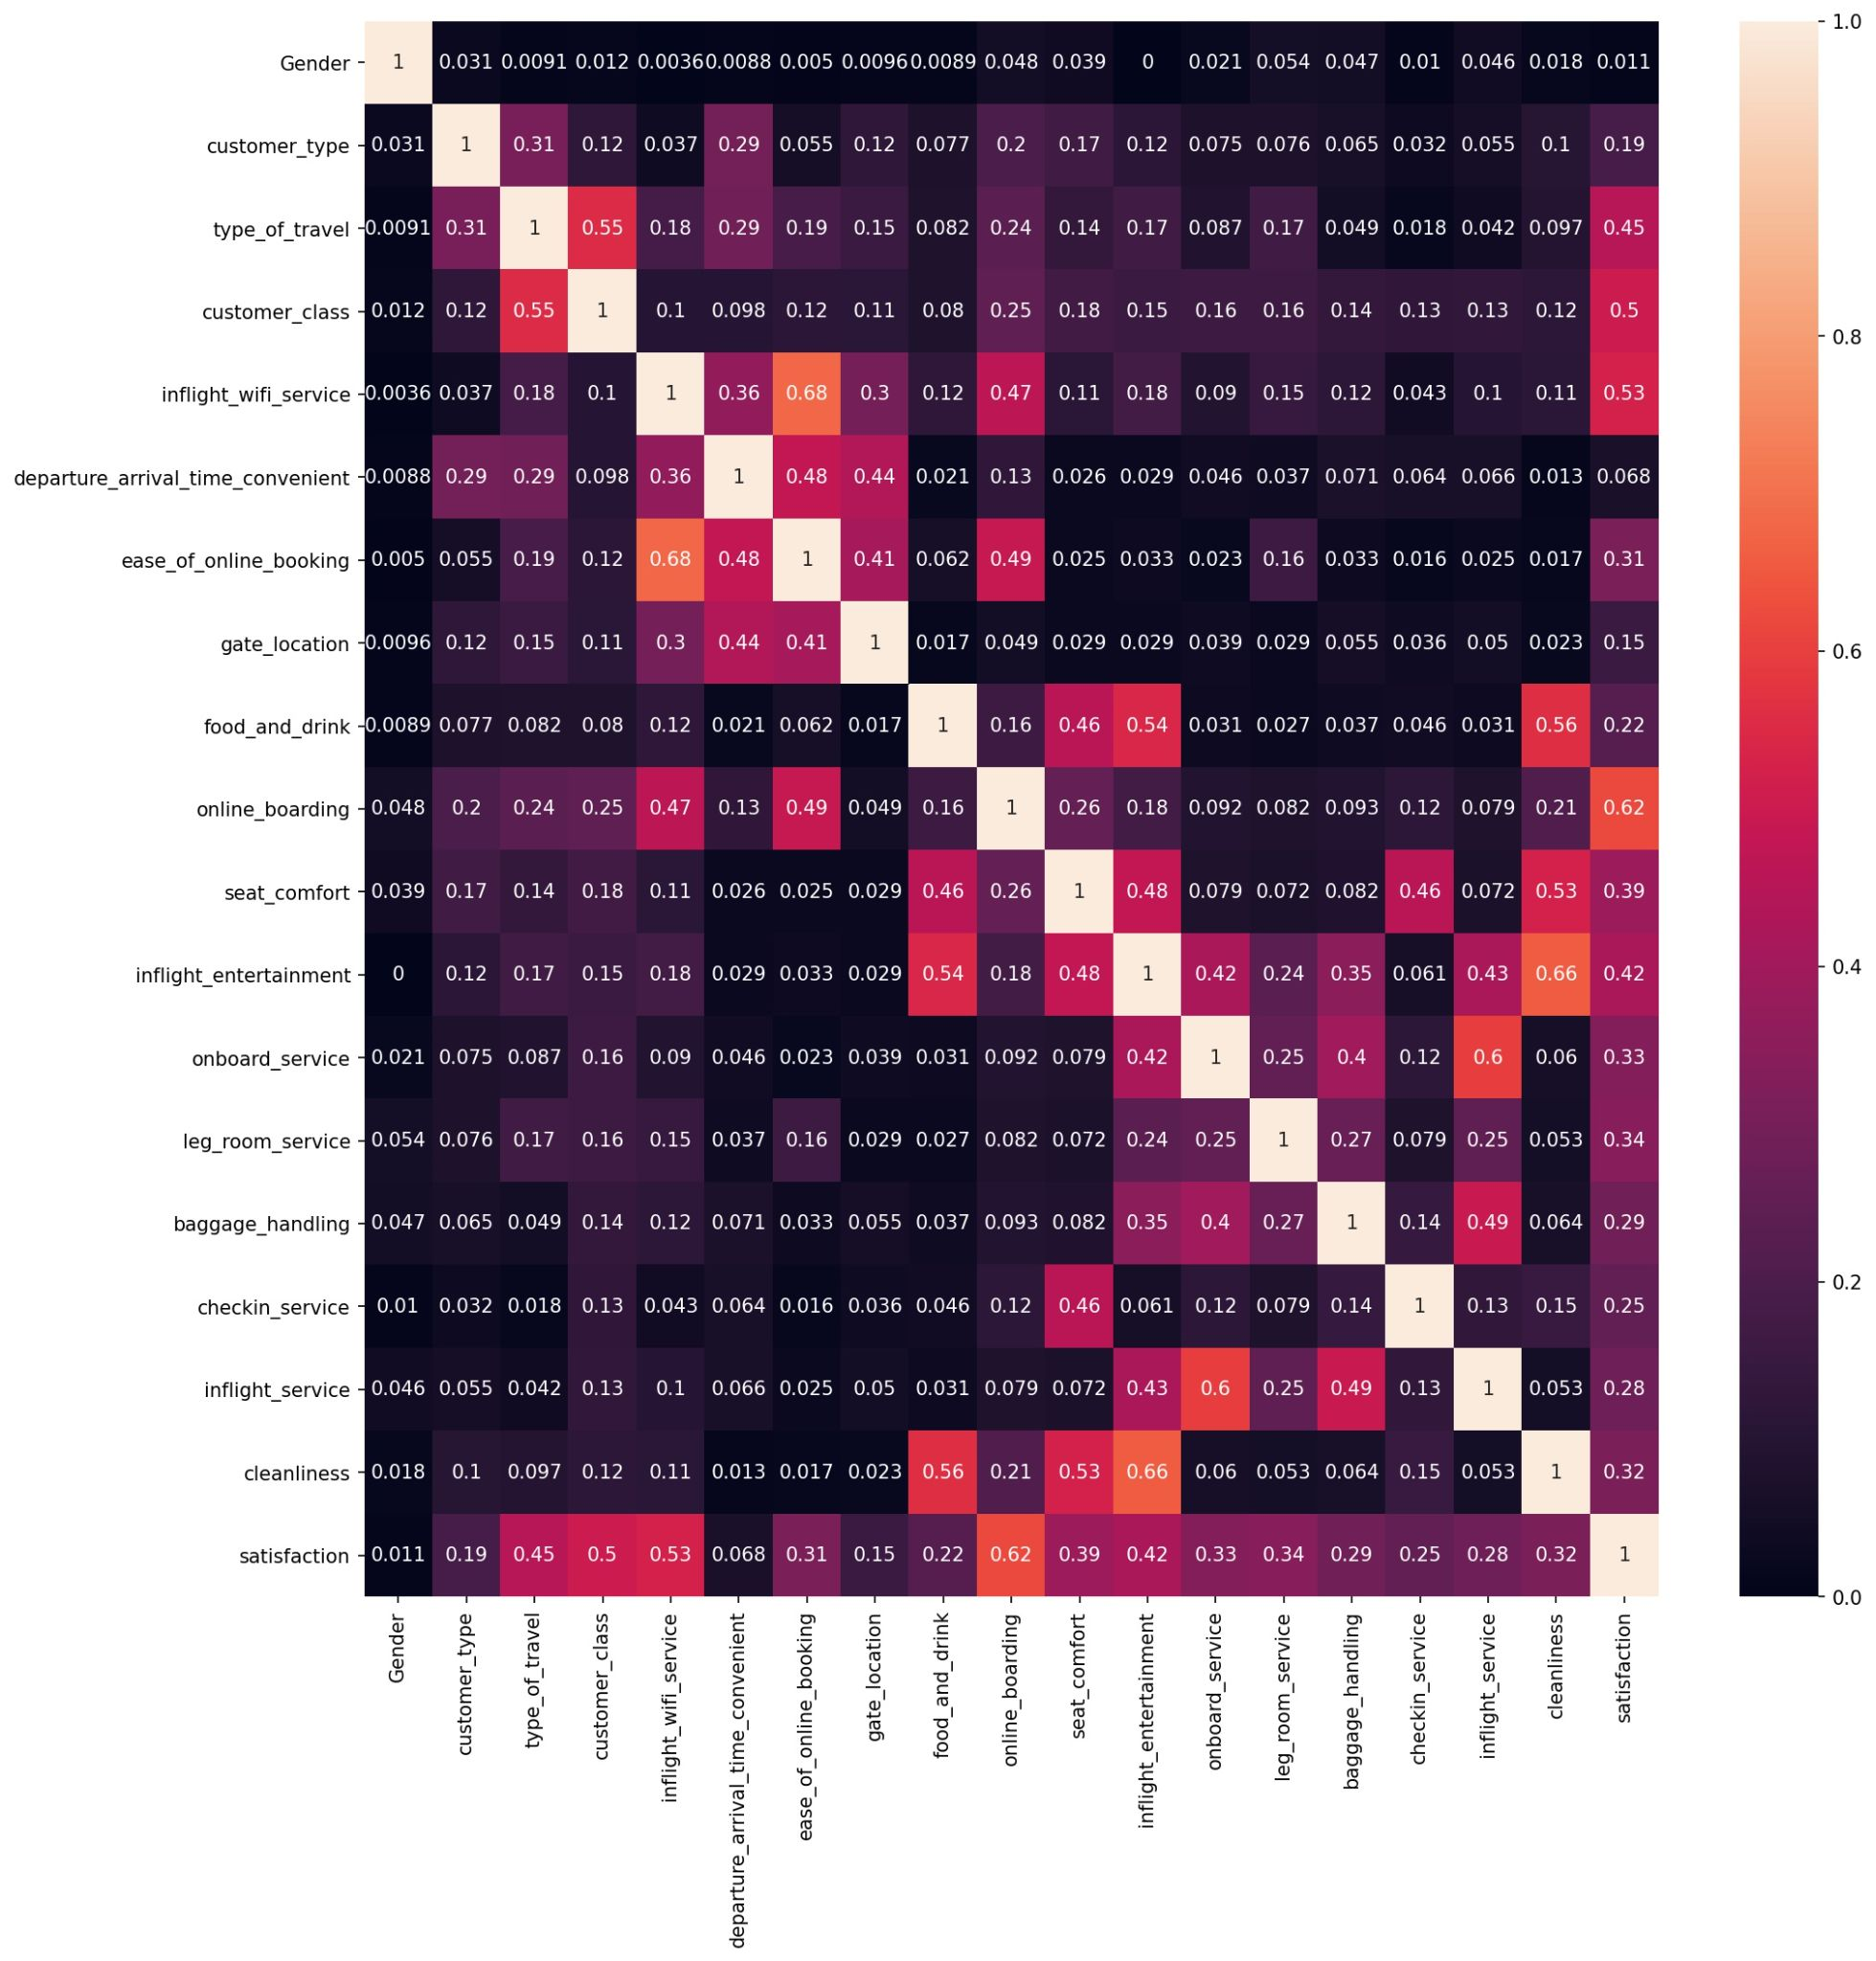 Gender 1 0.031 0.0091 0.012 0.0036 0.0088 0.005 0.0096 0.0089 0.048 0.039 0 0.021 0.054 0.047 0.01 0.046 0.018 0.011
customer_type 0.031 1 0.31 0.12 0.037 0.29 0.055 0.12 0.077 0.2 0.17 0.12 0.075 0.076 0.065 0.032 0.055 0.1 0.19
type_of_travel 0.0091 0.31 1 0.55 0.18 0.29 0.19 0.15 0.082 0.24 0.14 0.17 0.087 0.17 0.049 0.018 0.042 0.097 0.45
customer_class 0.012 0.12 0.55 1 0.1 0.098 0.12 0.11 0.08 0.25 0.18 0.15 0.16 0.16 0.14 0.13 0.13 0.12 0.5
inflight_wifi_service 0.0036 0.037 0.18 0.1 1 0.36 0.68 0.3 0.12 0.47 0.11 0.18 0.09 0.15 0.12 0.043 0.1 0.11 0.53
departure_arrival_time_convenient 0.0088 0.29 0.29 0.098 0.36 1 0.48 0.44 0.021 0.13 0.026 0.029 0.046 0.037 0.071 0.064 0.066 0.013 0.068
ease_of_online_booking 0.005 0.055 0.19 0.12 0.68 0.48 1 0.41 0.062 0.49 0.025 0.033 0.023 0.16 0.033 0.016 0.025 0.017 0.31
gate_location 0.0096 0.12 0.15 0.11 0.3 0.44 0.41 1 0.017 0.049 0.029 0.029 0.039 0.029 0.055 0.036 0.05 0.023 0.15
food_and_drink 0.0089 0.077 0.082 0.08 0.12 0.021 0.062 0.017 1 0.16 0.46 0.54 0.031 0.027 0.037 0.046 0.031 0.56 0.22
online_boarding 0.048 0.2 0.24 0.25 0.47 0.13 0.49 0.049 0.16 1 0.26 0.18 0.092 0.082 0.093 0.12 0.079 0.21 0.62
seat_comfort 0.039 0.17 0.14 0.18 0.11 0.026 0.025 0.029 0.46 0.26 1 0.48 0.079 0.072 0.082 0.46 0.072 0.53 0.39
inflight_entertainment 0 0.12 0.17 0.15 0.18 0.029 0.033 0.029 0.54 0.18 0.48 1 0.42 0.24 0.35 0.061 0.43 0.66 0.42
onboard_service 0.021 0.075 0.087 0.16 0.09 0.046 0.023 0.039 0.031 0.092 0.079 0.42 1 0.25 0.4 0.12 0.6 0.06 0.33
leg_room_service 0.054 0.076 0.17 0.16 0.15 0.037 0.16 0.029 0.027 0.082 0.072 0.24 0.25 1 0.27 0.079 0.25 0.053 0.34
baggage_handling 0.047 0.065 0.049 0.14 0.12 0.071 0.033 0.055 0.037 0.093 0.082 0.35 0.4 0.27 1 0.14 0.49 0.064 0.29
checkin_service 0.01 0.032 0.018 0.13 0.043 0.064 0.016 0.036 0.046 0.12 0.46 0.061 0.12 0.079 0.14 1 0.13 0.15 0.25
inflight_service 0.046 0.055 0.042 0.13 0.1 0.066 0.025 0.05 0.031 0.079 0.072 0.43 0.6 0.25 0.49 0.13 1 0.053 0.28
cleanliness 0.018 0.1 0.097 0.12 0.11 0.013 0.017 0.023 0.56 0.21 0.53 0.66 0.06 0.053 0.064 0.15 0.053 1 0.32
satisfaction 0.011 0.19 0.45 0.5 0.53 0.068 0.31 0.15 0.22 0.62 0.39 0.42 0.33 0.34 0.29 0.25 0.28 0.32 1
Gender
customer_type
type_of_travel
customer_class
inflight_wifi_service
departure_arrival_time_convenient
ease_of_online_booking
gate_location
food_and_drink
online_boarding
seat_comfort
inflight_entertainment
onboard_service
leg_room_service
baggage_handling
checkin_service
inflight_service
cleanliness
satisfaction
1.0
0.8
0.6
0.4
0.2
0.0